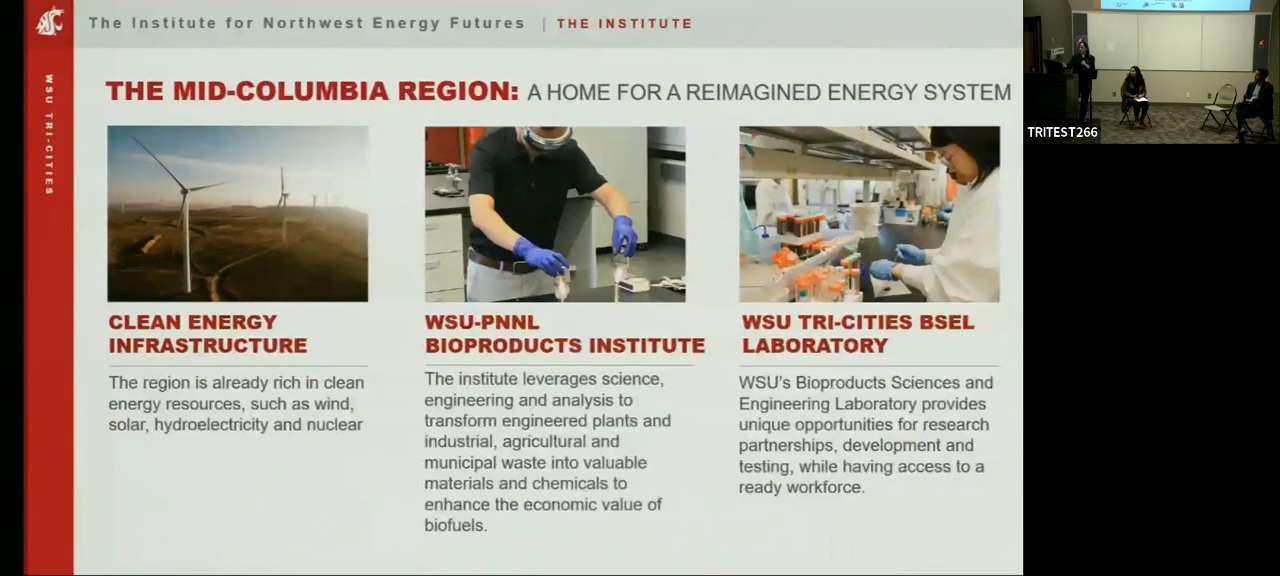 The Institute for Northwest Energy Futures | THE INSTITUTE
WSU TRI-CITIES
THE MID-COLUMBIA REGION: A HOME FOR A REIMAGINED ENERGY SYSTEM
CLEAN ENERGY
INFRASTRUCTURE
The region is already rich in clean
energy resources, such as wind,
solar, hydroelectricity and nuclear
WSU-PNNL
BIOPRODUCTS INSTITUTE
The institute leverages science,
engineering and analysis to
transform engineered plants and
industrial, agricultural and
municipal waste into valuable
materials and chemicals to
enhance the economic value of
biofuels.
WSU TRI-CITIES BSEL
LABORATORY
WSU's Bioproducts Sciences and
Engineering Laboratory provides
unique opportunities for research
partnerships, development and
testing, while having access to a
ready workforce.
TRITEST266